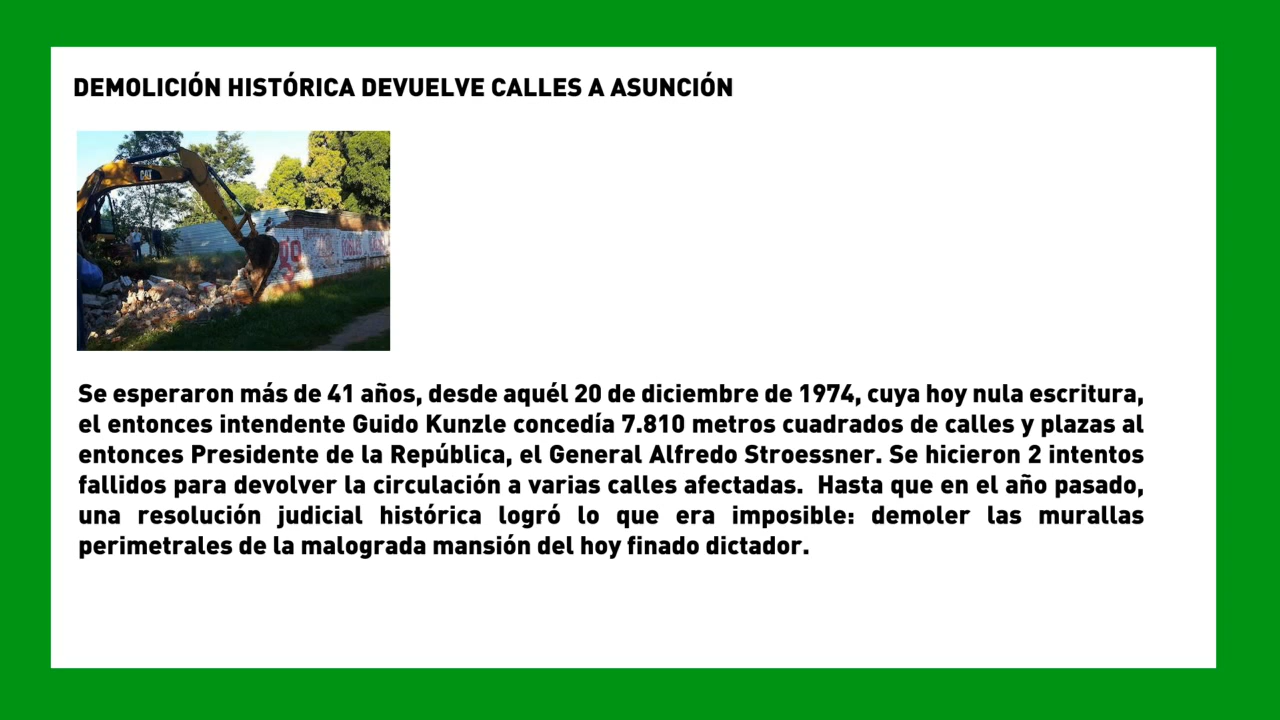 DEMOLICIÓN HISTÓRICA DEVUELVE CALLES A ASUNCIÓN
CAT
Se esperaron más de 41 años, desde aquél 20 de diciembre de 1974, cuya hoy nula escritura,
el entonces intendente Guido Kunzle concedía 7.810 metros cuadrados de calles y plazas al
entonces Presidente de la República, el General Alfredo Stroessner. Se hicieron 2 intentos
fallidos para devolver la circulación a varias calles afectadas.  Hasta que en el año pasado,
una resolución judicial histórica logró lo que era imposible: demoler las murallas
perimetrales de la malograda mansión del hoy finado dictador.